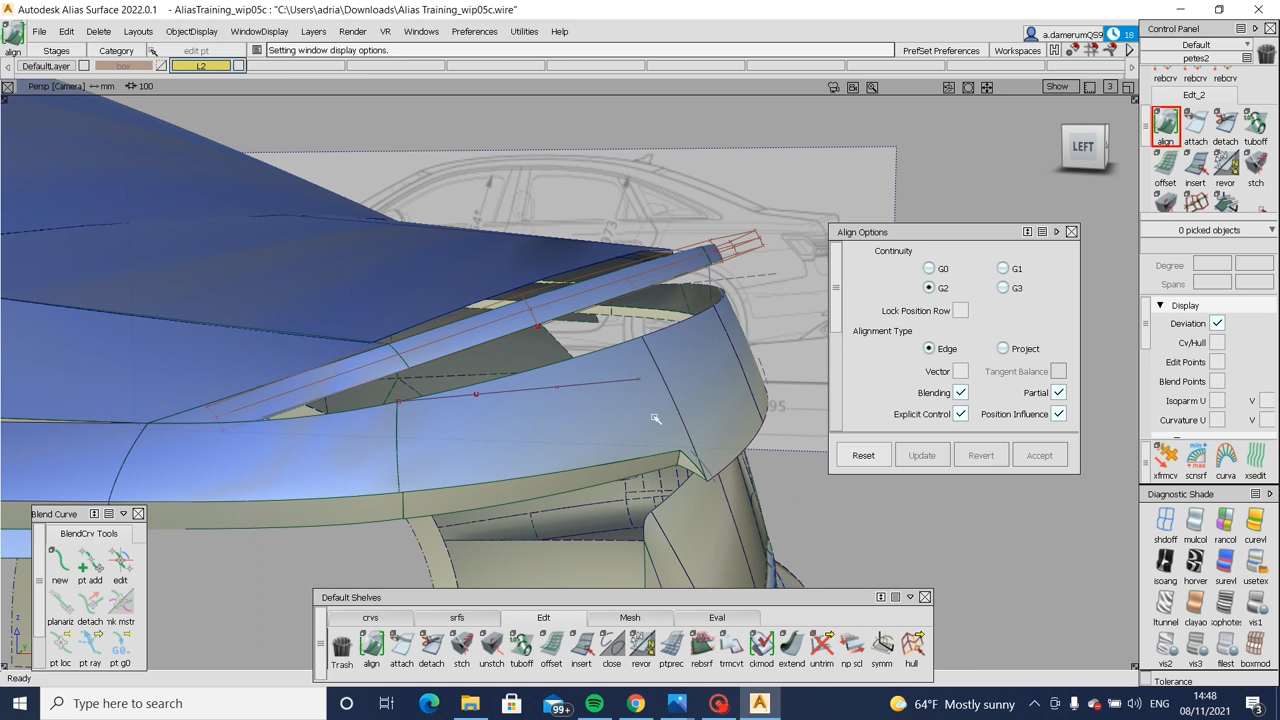 Autodesk Alias Surface 2022.0.1 - AliasTraining_wip05c: "C:\Users\adria\Downloads\Alias Training_wip05c.wire"
File Edit Delete Layouts ObjectDisplay WindowDisplay Layers Render VR Windows Preferences Utilities Help
a.damerumQS9 18
align
Stages Category edit pt Setting window display options. PrefSet Preferences Workspaces
DefaultLayer box L2
Persp [Camera] mm 100 Show 3
LEFT
Control Panel
Default
petes2
rebcrv rebcrv rebcrv
Edt_2
align attach detach tuboff
offset insert revor stch
0 picked objects
Degree
Spans
Display
Deviation
Cv/Hull
Edit Points
Blend Points
Isoparm U V
Curvature U V
xfrmcv scnsrf curva xsedit
Diagnostic Shade
shdoff mulcol rancol curevl
isoang horver surevl usetex
ltunnel clayao isophotes vis1
vis2 vis3 filest boxmod
Tolerance
Align Options
Continuity
G0 G1
G2 G3
Lock Position Row
Alignment Type
Edge Project
Vector Tangent Balance
Blending Partial
Explicit Control Position Influence
Reset Update Revert Accept
Blend Curve
BlendCrv Tools
new pt add edit
planariz detach mk mstr
pt loc pt ray pt g0
Default Shelves
crvs srfs Edt Mesh Eval
Trash align attach detach stch unstch tuboff offset insert close revor ptprec rebsrf trmcvt ckmod extend untrim np scl symm hull
Ready
Type here to search
99+
64°F Mostly sunny
14:48
08/11/2021
3